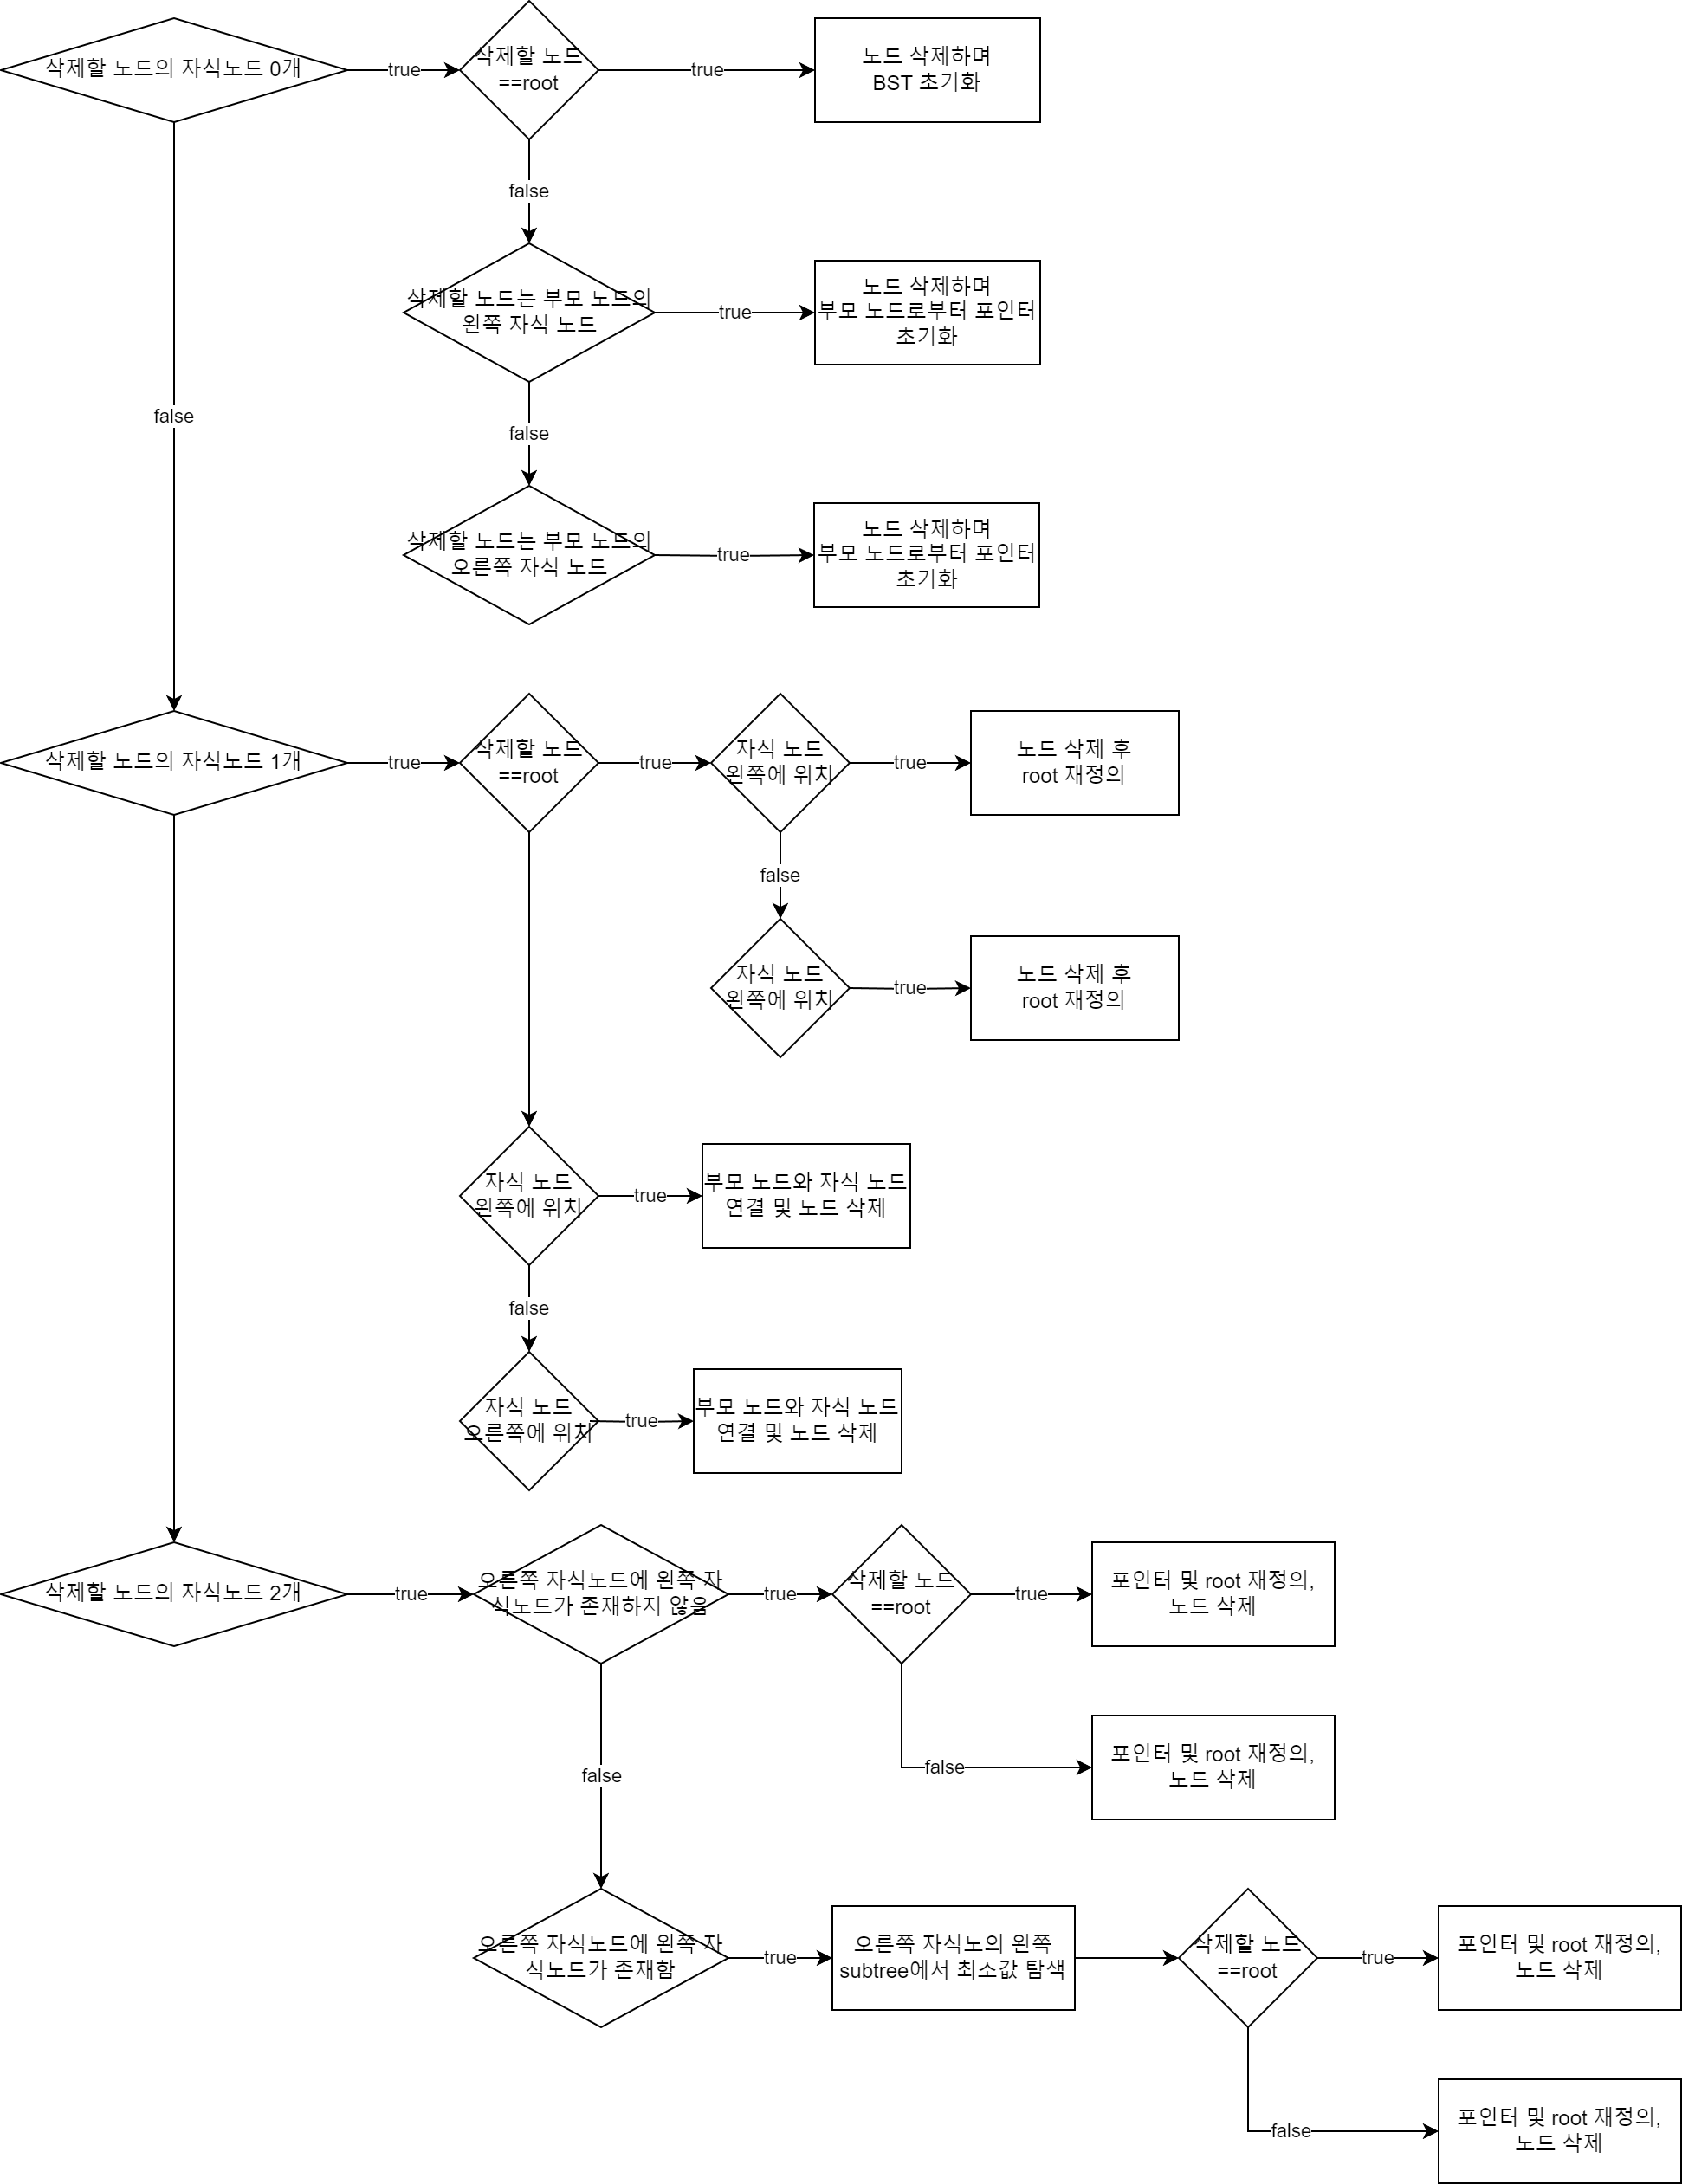 삭제할 노드의 자식노드 0개
true
삭제할 노드
==root
true
노드 삭제하며
BST 초기화
false
삭제할 노드는 부모 노드의
왼쪽 자식 노드
true
노드 삭제하며
부모 노드로부터 포인터
초기화
false
false
삭제할 노드는 부모 노드의
오른쪽 자식 노드
true
노드 삭제하며
부모 노드로부터 포인터
초기화
삭제할 노드의 자식노드 1개
true
삭제할 노드
==root
true
자식 노드
왼쪽에 위치
true
노드 삭제 후
root 재정의
false
자식 노드
왼쪽에 위치
true
노드 삭제 후
root 재정의
자식 노드
왼쪽에 위치
true
부모 노드와 자식 노드
연결 및 노드 삭제
false
자식 노드
오른쪽에 위치
true
부모 노드와 자식 노드
연결 및 노드 삭제
삭제할 노드의 자식노드 2개
true
오른쪽 자식노드에 왼쪽 자
식노드가 존재하지 않음
true
삭제할 노드
==root
true
포인터 및 root 재정의,
노드 삭제
false
포인터 및 root 재정의,
노드 삭제
false
오른쪽 자식노드에 왼쪽 자
식노드가 존재함
true
오른쪽 자식노의 왼쪽
subtree에서 최소값 탐색
삭제할 노드
==root
true
포인터 및 root 재정의,
노드 삭제
false
포인터 및 root 재정의,
노드 삭제